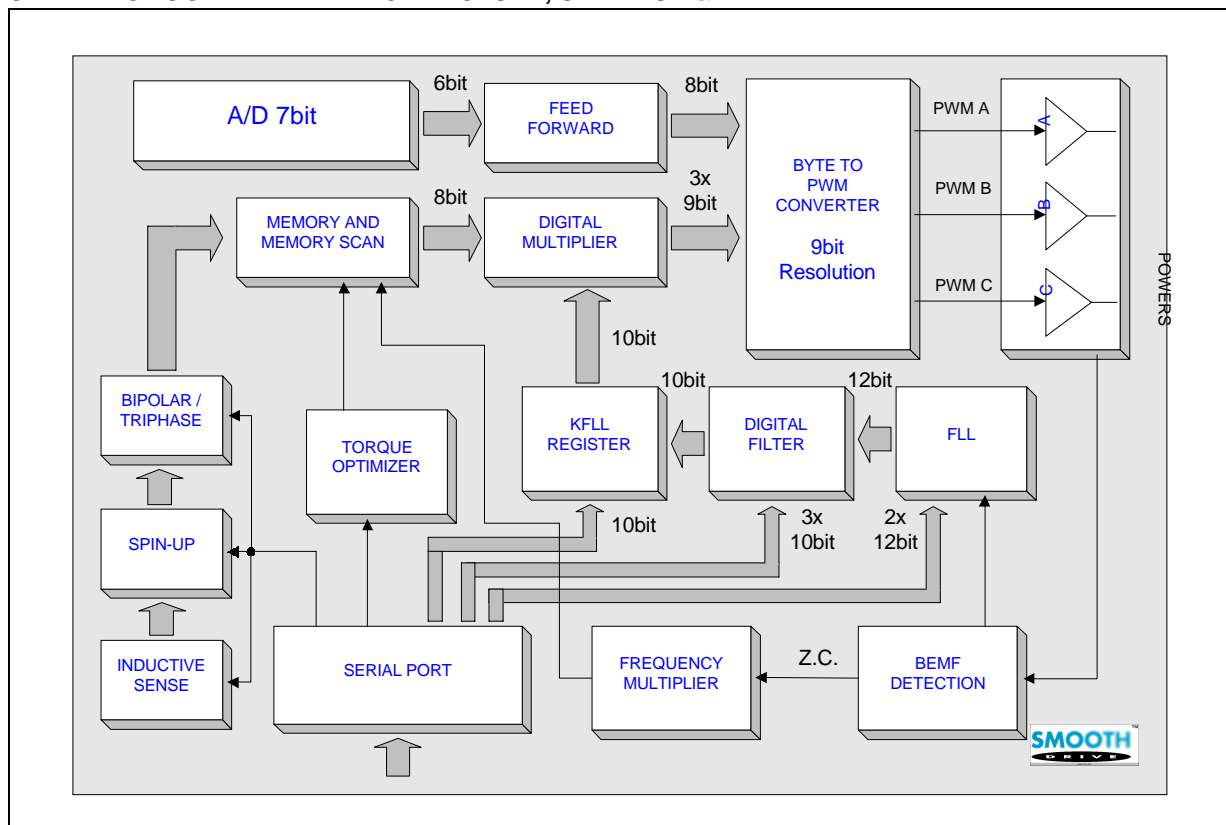 6bit
8bit
A/D 7bit
FEED
FORWARD
BYTE TO
PWM
CONVERTER
9bit
Resolution
PWM A
PWM B
PWM C
A
B
C
POWERS
8bit
3x
9bit
MEMORY AND
MEMORY SCAN
DIGITAL
MULTIPLIER
10bit
BIPOLAR /
TRIPHASE
TORQUE
OPTIMIZER
KFLL
REGISTER
10bit
DIGITAL
FILTER
12bit
FLL
10bit
3x
10bit
2x
12bit
SPIN-UP
INDUCTIVE
SENSE
SERIAL PORT
FREQUENCY
MULTIPLIER
Z.C.
BEMF
DETECTION
SMOOTH
DRIVE